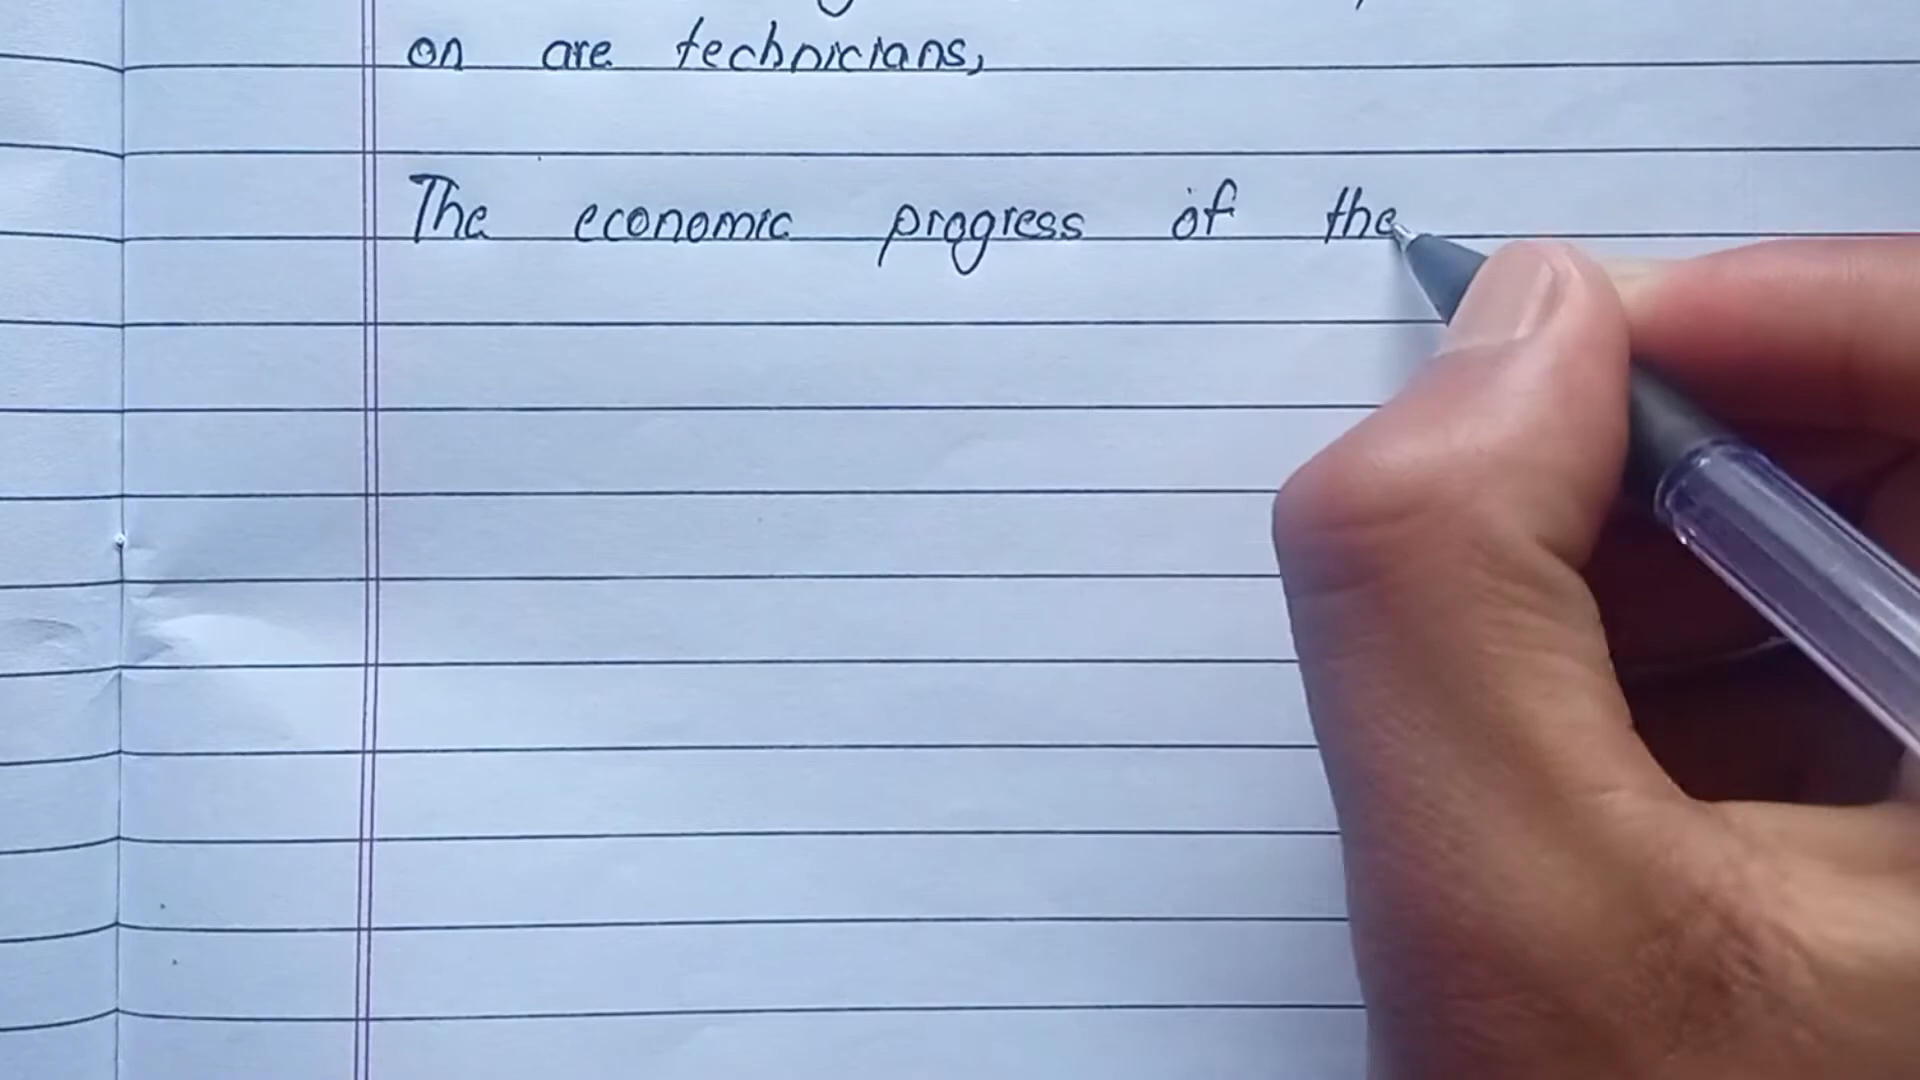 on are technicians,
The economic progress of the